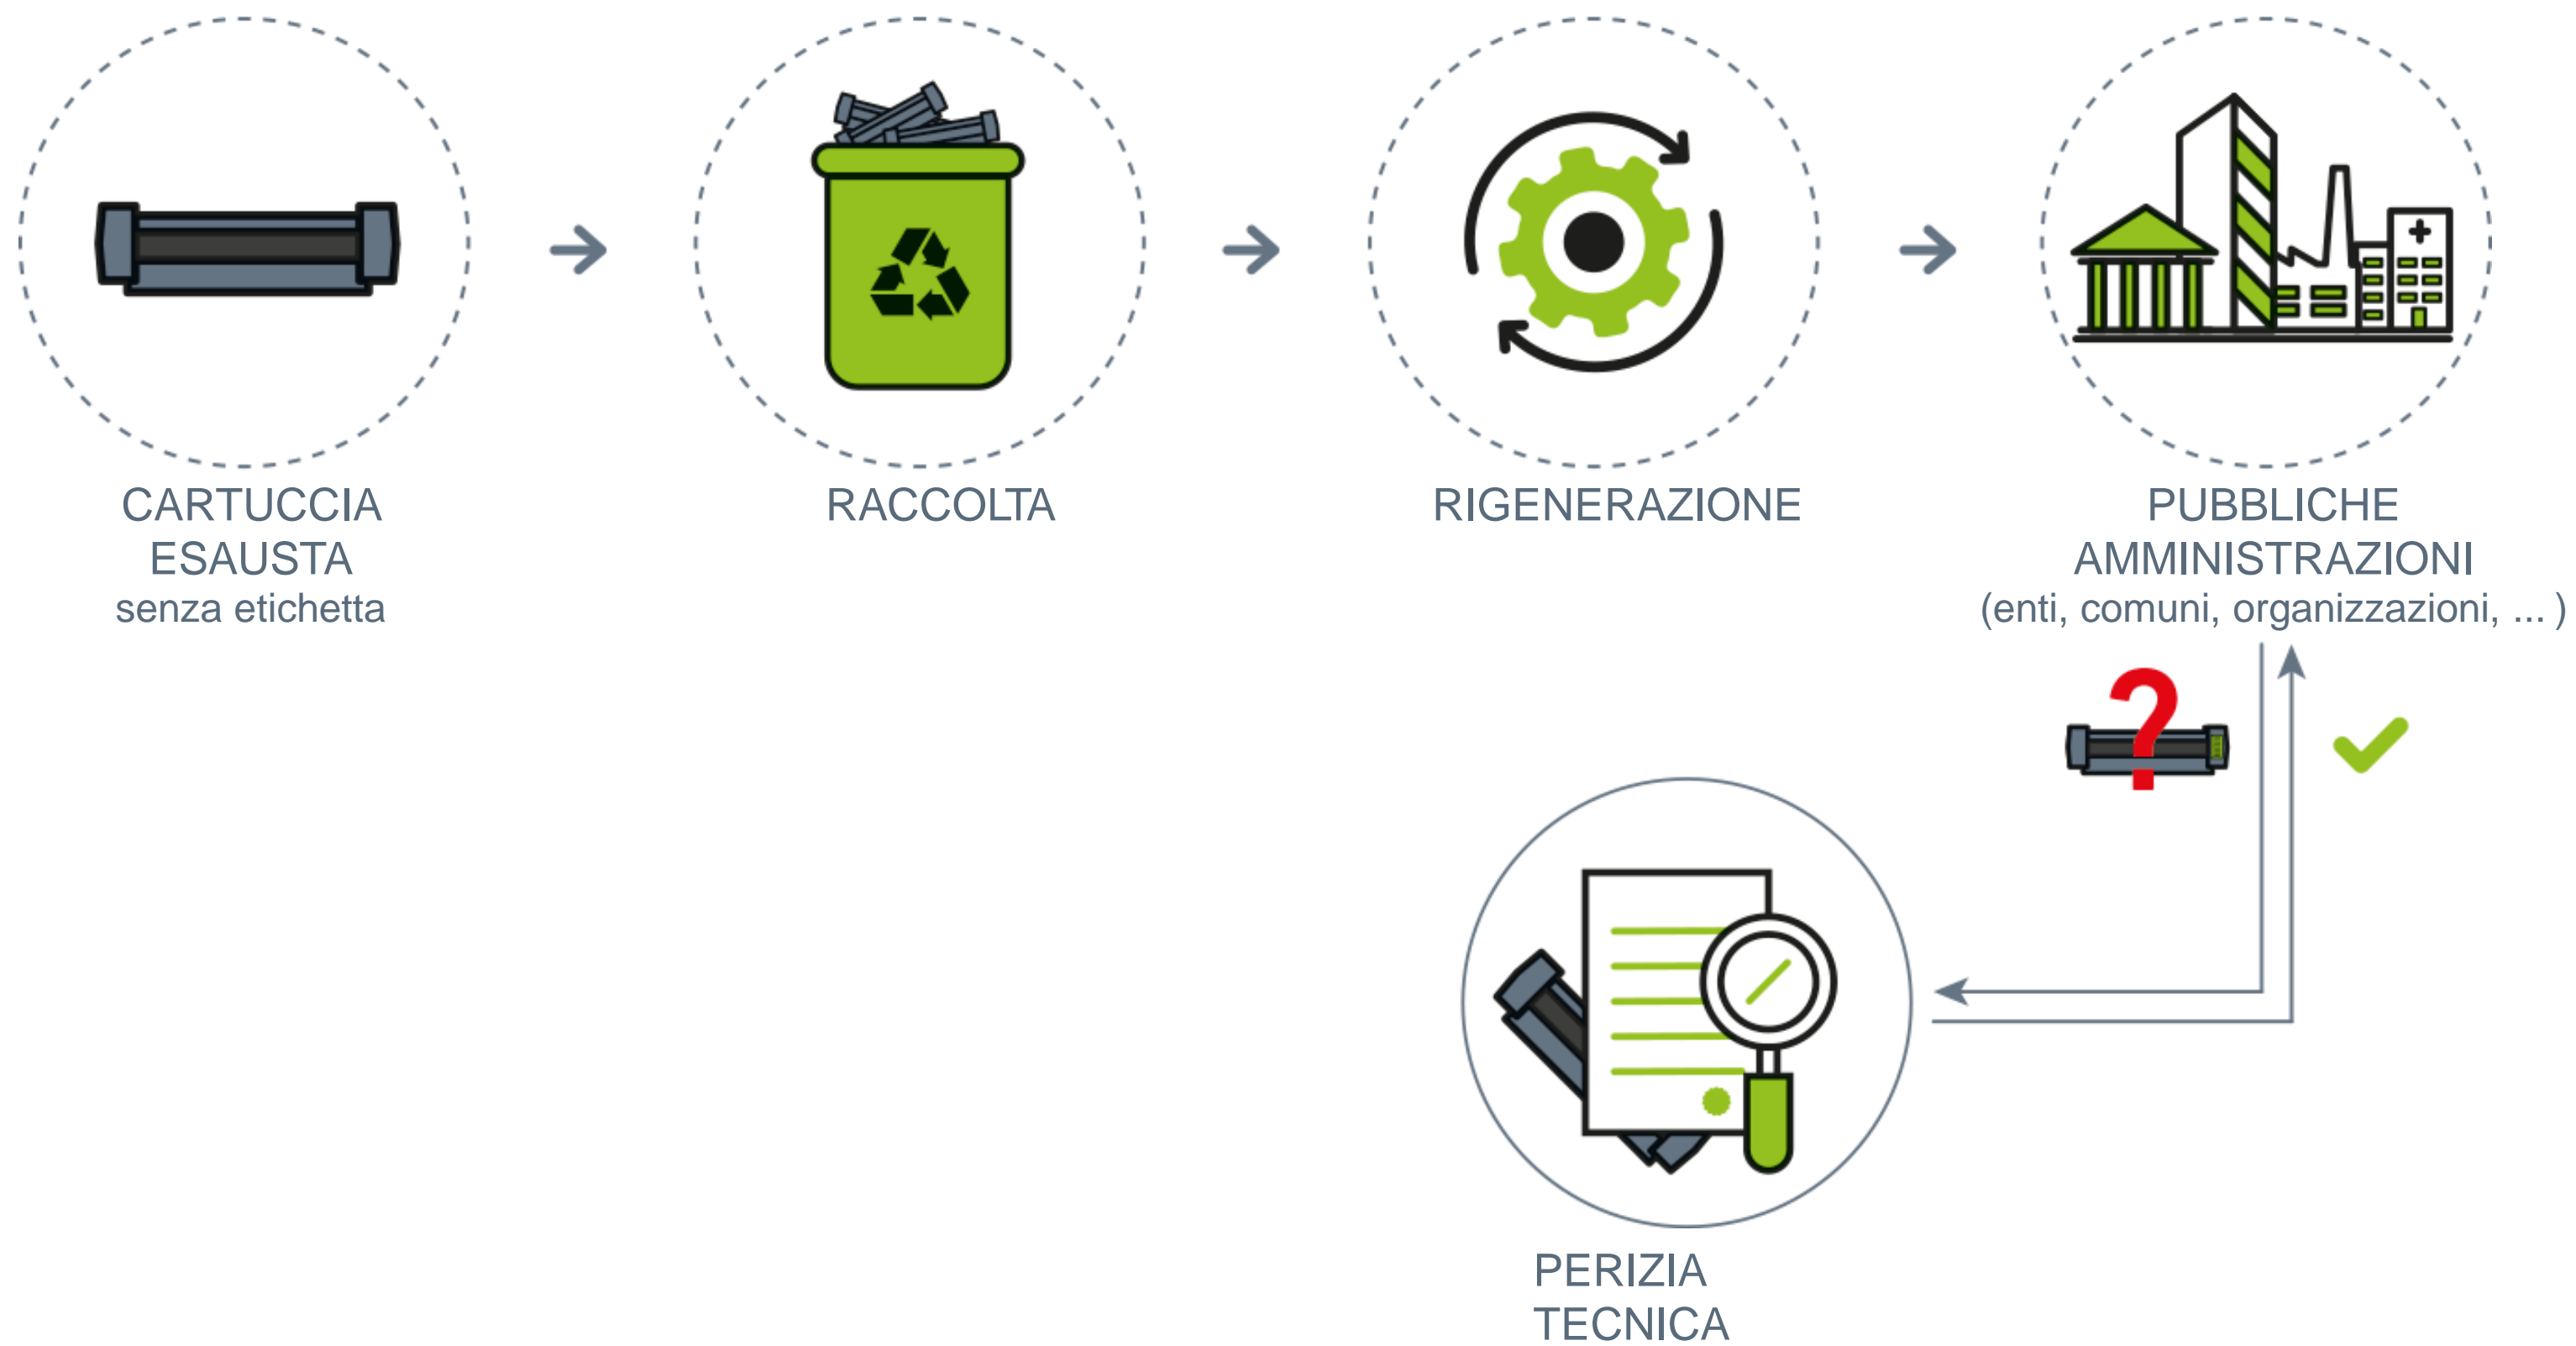 CARTUCCIA
ESAUSTA
senza etichetta
RACCOLTA
RIGENERAZIONE
PUBBLICHE
AMMINISTRAZIONI
(enti, comuni, organizzazioni, ... )
?
PERIZIA
TECNICA